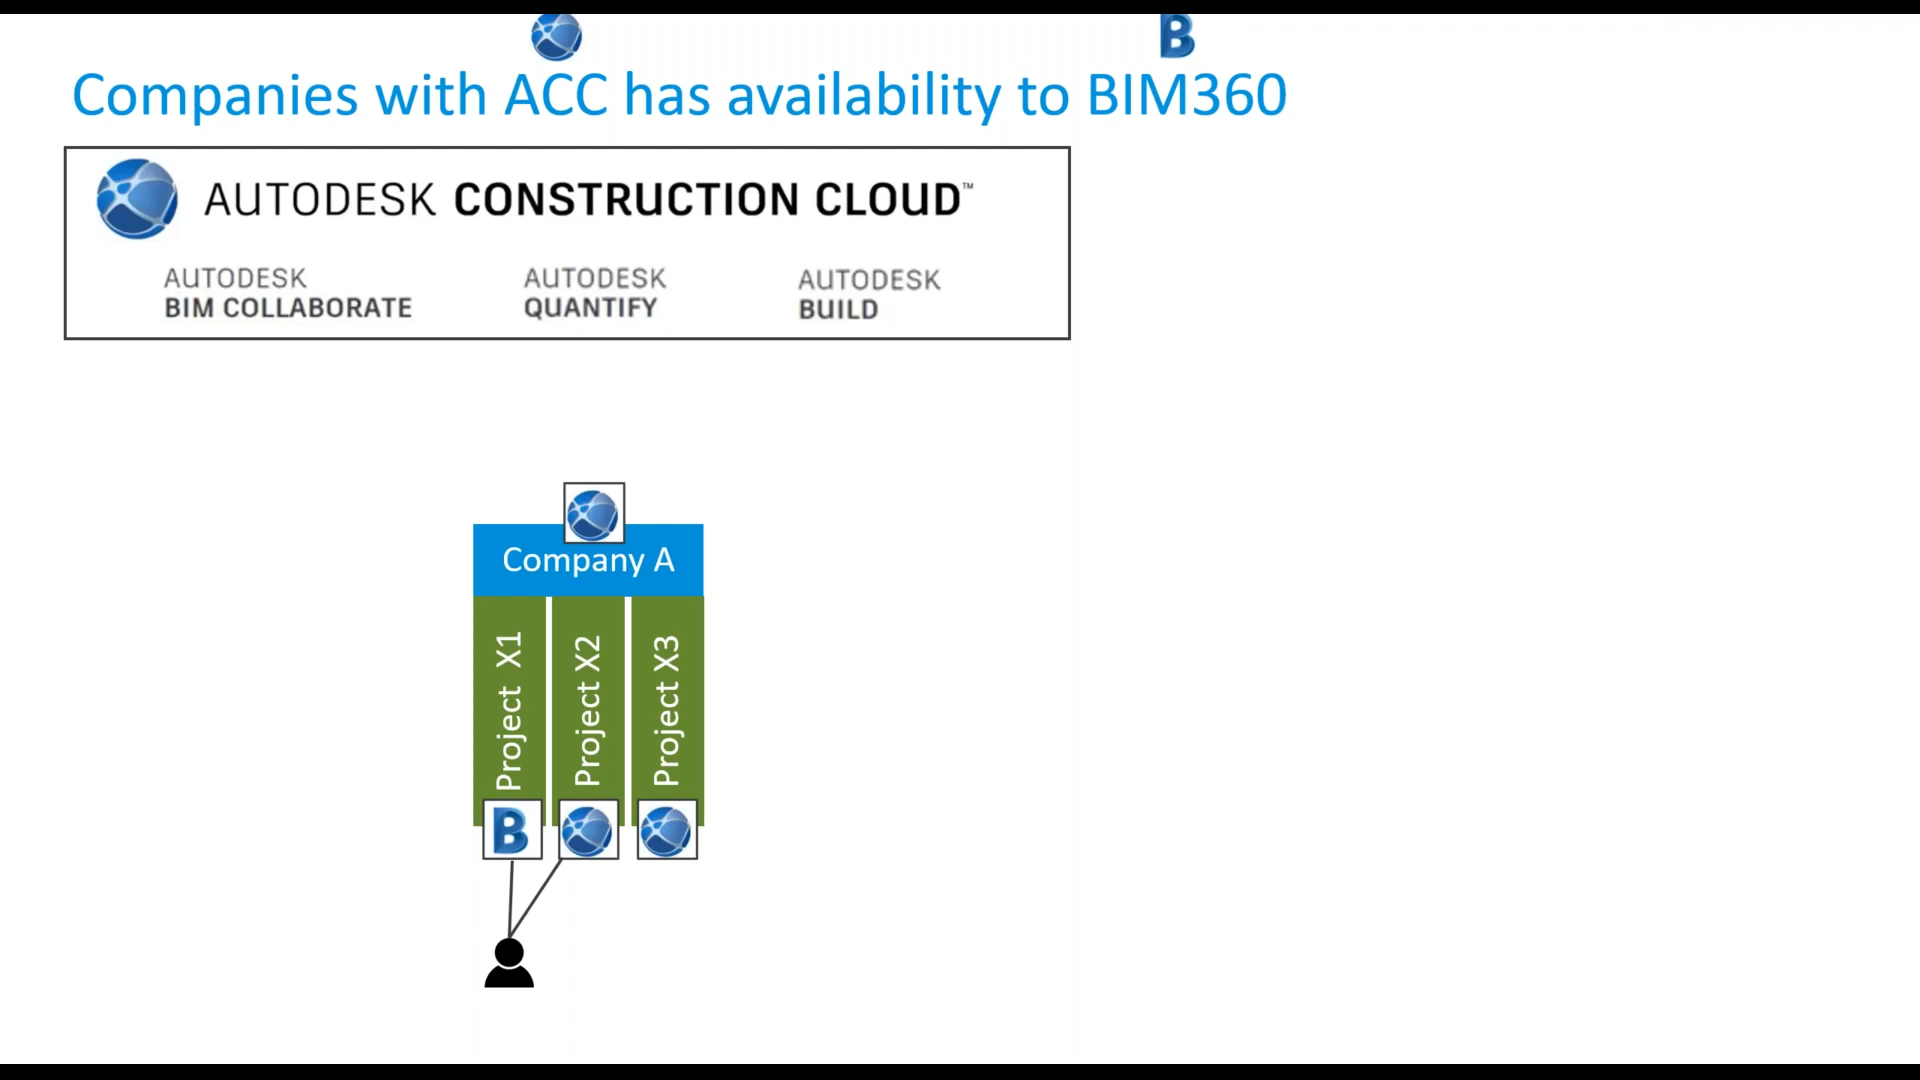 B
Companies with ACC has availability to BIM360
AUTODESK CONSTRUCTION CLOUD™
AUTODESK
BIM COLLABORATE
AUTODESK
QUANTIFY
AUTODESK
BUILD
Company A
Project X1
Project X2
Project X3
B